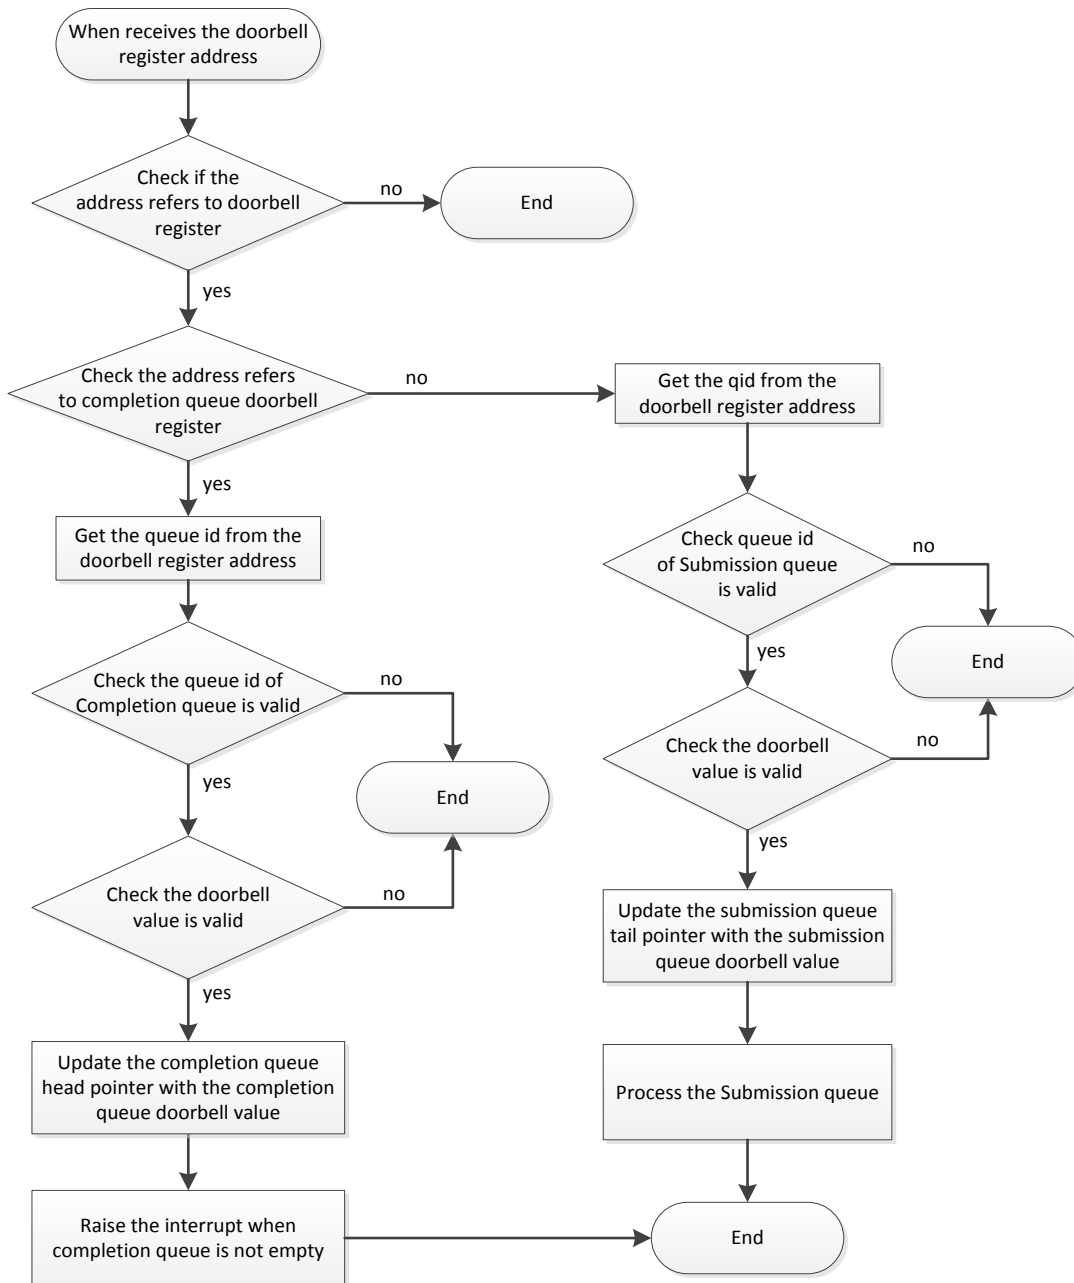 When receives the doorbell
register address
Check if the
address refers to doorbell
register
no
End
yes
Check the address refers
to completion queue doorbell
register
no
Get the qid from the
doorbell register address
yes
Get the queue id from the
doorbell register address
Check queue id
of Submission queue
is valid
no
End
yes
Check the queue id of
Completion queue is valid
no
End
yes
Check the doorbell
value is valid
no
yes
Check the doorbell
value is valid
no
yes
Update the submission queue
tail pointer with the submission
queue doorbell value
Update the completion queue
head pointer with the completion
queue doorbell value
Process the Submission queue
Raise the interrupt when
completion queue is not empty
End